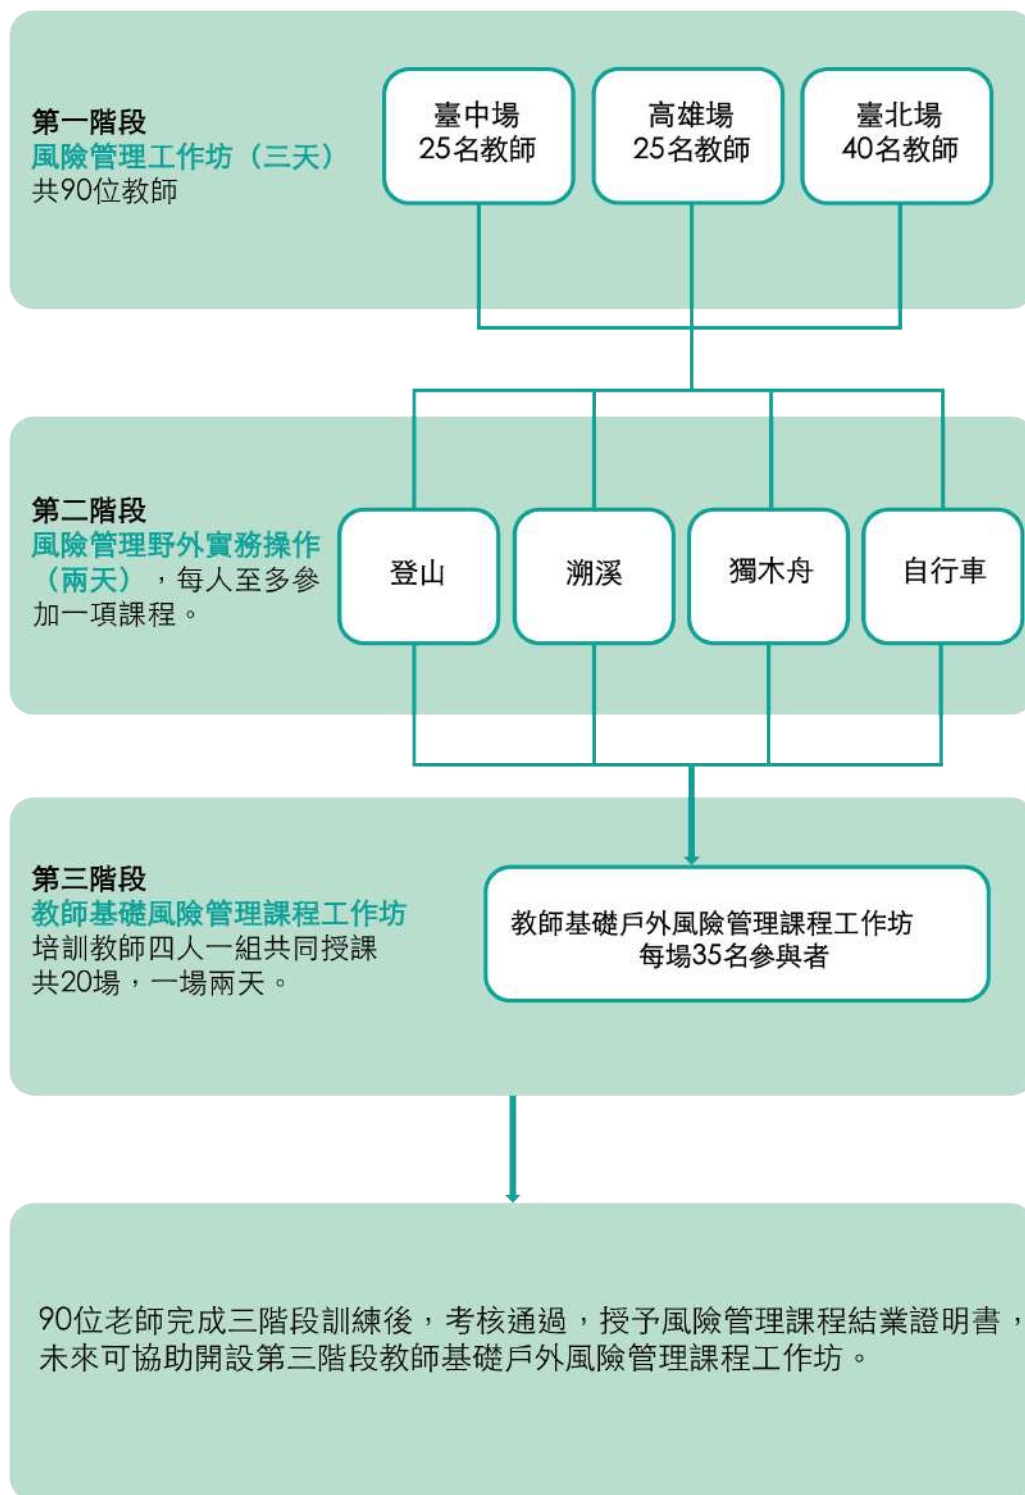 第一階段
風險管理工作坊（三天）
共90位教師
臺中場
25名教師
高雄場
25名教師
臺北場
40名教師
第二階段
風險管理野外實務操作
（兩天），每人至多參
加一項課程。
登山
溯溪
獨木舟
自行車
第三階段
教師基礎風險管理課程工作坊
培訓教師四人一組共同授課
共20場，一場兩天。
教師基礎戶外風險管理課程工作坊
每場35名參與者
90位老師完成三階段訓練後，考核通過，授予風險管理課程結業證明書，
未來可協助開設第三階段教師基礎戶外風險管理課程工作坊。